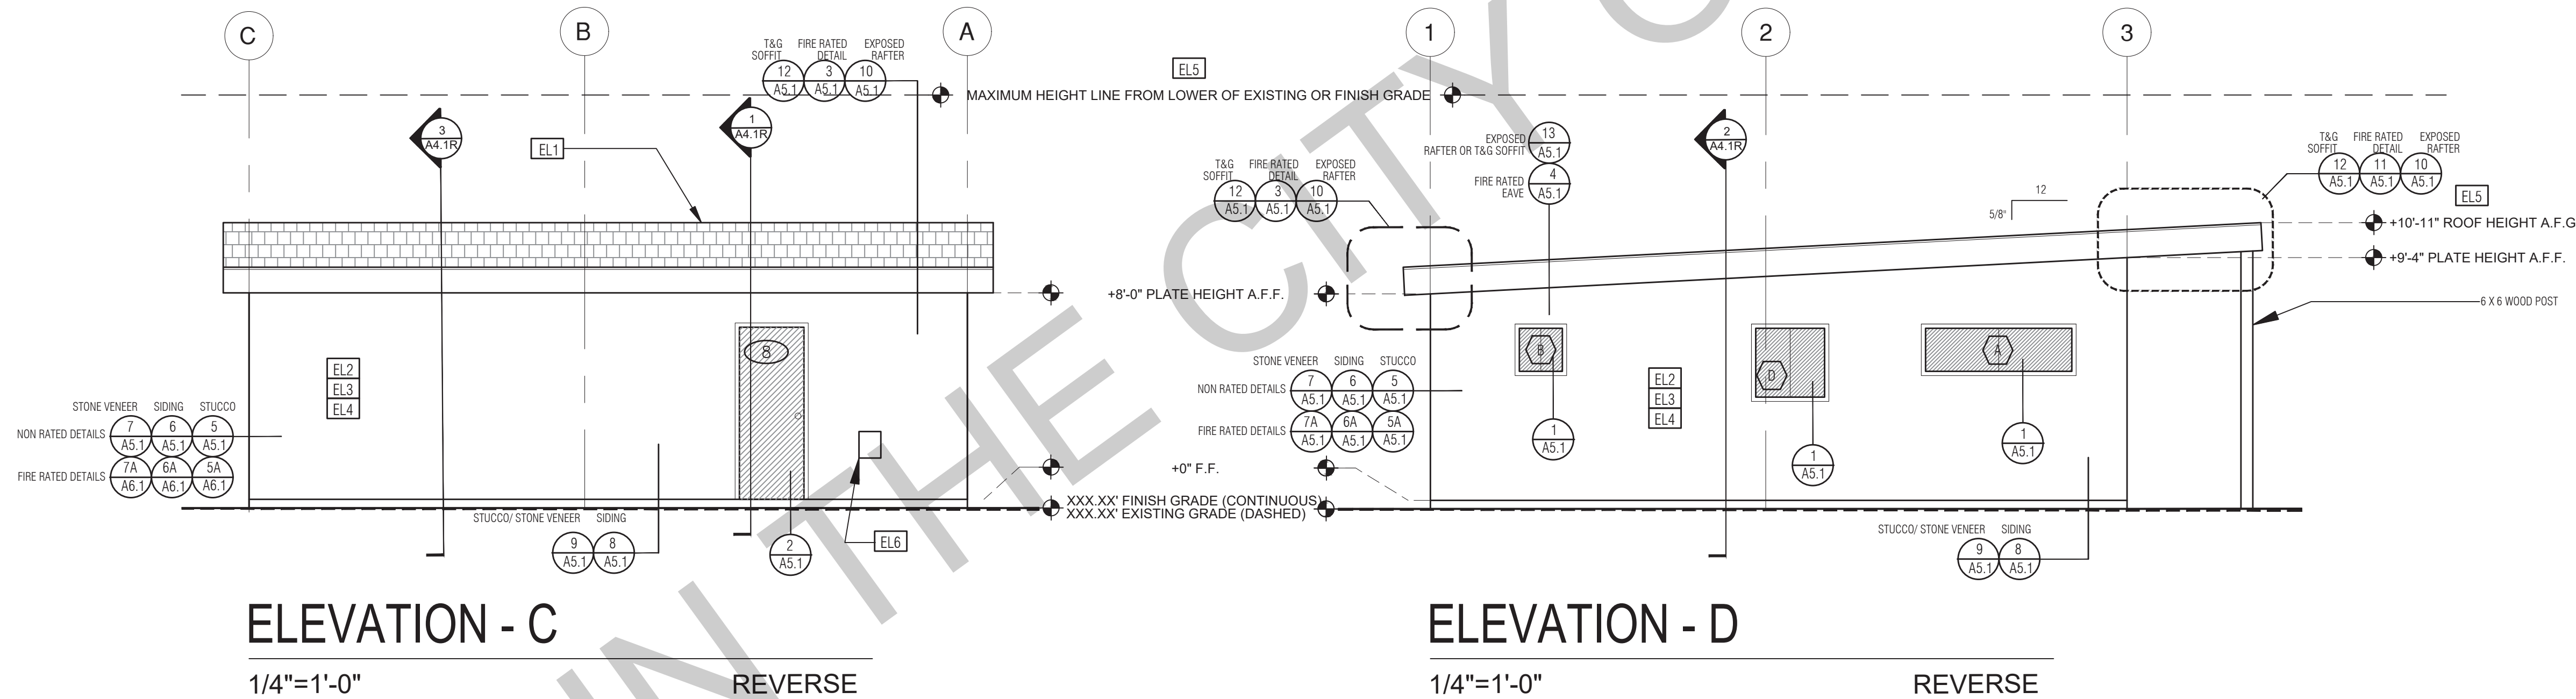 C
B
A
T&G
SOFFIT
FIRE RATED
DETAIL
EXPOSED
RAFTER
12
A5.1
3
A5.1
10
A5.1
EL5
MAXIMUM HEIGHT LINE FROM LOWER OF EXISTING OR FINISH GRADE
3
A4.1R
1
A4.1R
EL1
EL2
EL3
EL4
8
STONE VENEER
SIDING
STUCCO
NON RATED DETAILS
7
A5.1
6
A5.1
5
A5.1
FIRE RATED DETAILS
7A
A6.1
6A
A6.1
5A
A6.1
STUCCO/ STONE VENEER
SIDING
9
A5.1
8
A5.1
2
A5.1
EL6
+8'-0" PLATE HEIGHT A.F.F.
+0" F.F.
XXX.XX' FINISH GRADE (CONTINUOUS)
XXX.XX' EXISTING GRADE (DASHED)
ELEVATION - C
1/4"=1'-0"
REVERSE
1
2
3
EXPOSED
RAFTER OR T&G SOFFIT
13
A5.1
FIRE RATED
EAVE
4
A5.1
2
A4.1R
T&G
SOFFIT
FIRE RATED
DETAIL
EXPOSED
RAFTER
12
A5.1
3
A5.1
10
A5.1
T&G
SOFFIT
FIRE RATED
DETAIL
EXPOSED
RAFTER
12
A5.1
11
A5.1
10
A5.1
EL5
12
5/8"
+10'-11" ROOF HEIGHT A.F.G
+9'-4" PLATE HEIGHT A.F.F.
6 X 6 WOOD POST
B
D
A
EL2
EL3
EL4
STONE VENEER
SIDING
STUCCO
NON RATED DETAILS
7
A5.1
6
A5.1
5
A5.1
FIRE RATED DETAILS
7A
A5.1
6A
A5.1
5A
A5.1
1
A5.1
1
A5.1
1
A5.1
STUCCO/ STONE VENEER
SIDING
9
A5.1
8
A5.1
ELEVATION - D
1/4"=1'-0"
REVERSE
IN THE CITY